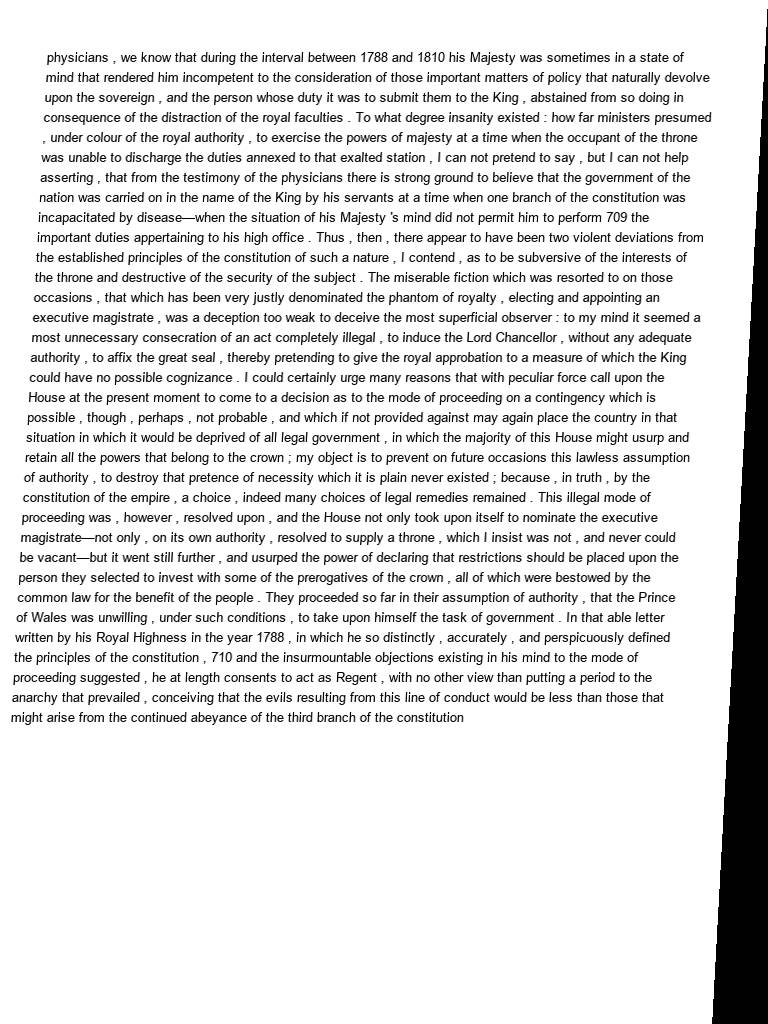 physicians , we know that during the interval between 1788 and 1810 his Majesty was sometimes in a state of
mind that rendered him incompetent to the consideration of those important matters of policy that naturally devolve
upon the sovereign , and the person whose duty it was to submit them to the King , abstained from so doing in
consequence of the distraction of the royal faculties . To what degree insanity existed : how far ministers presumed
, under colour of the royal authority , to exercise the powers of majesty at a time when the occupant of the throne
was unable to discharge the duties annexed to that exalted station , I can not pretend to say , but I can not help
asserting , that from the testimony of the physicians there is strong ground to believe that the government of the
nation was carried on in the name of the King by his servants at a time when one branch of the constitution was
incapacitated by disease—when the situation of his Majesty 's mind did not permit him to perform 709 the
important duties appertaining to his high office . Thus , then , there appear to have been two violent deviations from
the established principles of the constitution of such a nature , I contend , as to be subversive of the interests of
the throne and destructive of the security of the subject . The miserable fiction which was resorted to on those
occasions , that which has been very justly denominated the phantom of royalty , electing and appointing an
executive magistrate , was a deception too weak to deceive the most superficial observer : to my mind it seemed a
most unnecessary consecration of an act completely illegal , to induce the Lord Chancellor , without any adequate
authority , to affix the great seal , thereby pretending to give the royal approbation to a measure of which the King
could have no possible cognizance . I could certainly urge many reasons that with peculiar force call upon the
House at the present moment to come to a decision as to the mode of proceeding on a contingency which is
possible , though , perhaps , not probable , and which if not provided against may again place the country in that
situation in which it would be deprived of all legal government , in which the majority of this House might usurp and
retain all the powers that belong to the crown ; my object is to prevent on future occasions this lawless assumption
of authority , to destroy that pretence of necessity which it is plain never existed ; because , in truth , by the
constitution of the empire , a choice , indeed many choices of legal remedies remained . This illegal mode of
proceeding was , however , resolved upon , and the House not only took upon itself to nominate the executive
magistrate—not only , on its own authority , resolved to supply a throne , which I insist was not , and never could
be vacant—but it went still further , and usurped the power of declaring that restrictions should be placed upon the
person they selected to invest with some of the prerogatives of the crown , all of which were bestowed by the
common law for the benefit of the people . They proceeded so far in their assumption of authority , that the Prince
of Wales was unwilling , under such conditions , to take upon himself the task of government . In that able letter
written by his Royal Highness in the year 1788 , in which he so distinctly , accurately , and perspicuously defined
the principles of the constitution , 710 and the insurmountable objections existing in his mind to the mode of
proceeding suggested , he at length consents to act as Regent , with no other view than putting a period to the
anarchy that prevailed , conceiving that the evils resulting from this line of conduct would be less than those that
might arise from the continued abeyance of the third branch of the constitution